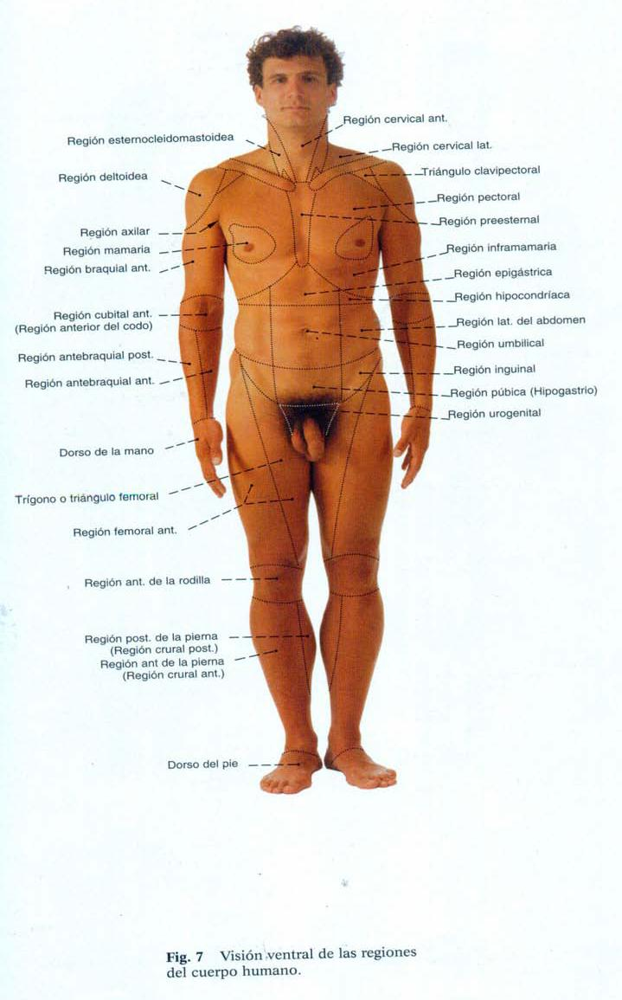 Región cervical ant.
Región esternocleidomastoidea
Región cervical lat.
Triángulo clavipectoral
Región deltoidea
Región pectoral
Región preesternal
Región axilar
Región mamaria
Región inframamaria
Región braquial ant.
Región epigástrica
Región hipocondríaca
Región cubital ant.
(Región anterior del codo)
Región lat. del abdomen
Región umbilical
Región antebraquial post.
Región inguinal
Región antebraquial ant.
Región púbica (Hipogastrio)
Región urogenital
Dorso de la mano
Trígono o triángulo femoral
Región femoral ant.
Región ant. de la rodilla
Región post. de la pierna
(Región crural post.)
Región ant de la pierna
(Región crural ant.)
Dorso del pie
Fig. 7 Visión ventral de las regiones
del cuerpo humano.